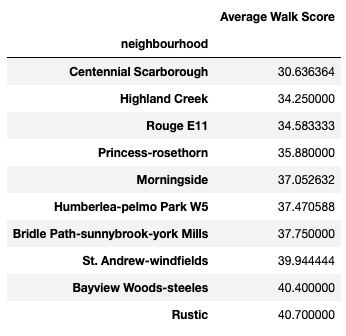 Average Walk Score
neighbourhood
Centennial Scarborough 30.636364
Highland Creek 34.250000
Rouge E11 34.583333
Princess-rosethorn 35.880000
Morningside 37.052632
Humberlea-pelmo Park W5 37.470588
Bridle Path-sunnybrook-york Mills 37.750000
St. Andrew-windfields 39.944444
Bayview Woods-steeles 40.400000
Rustic 40.700000